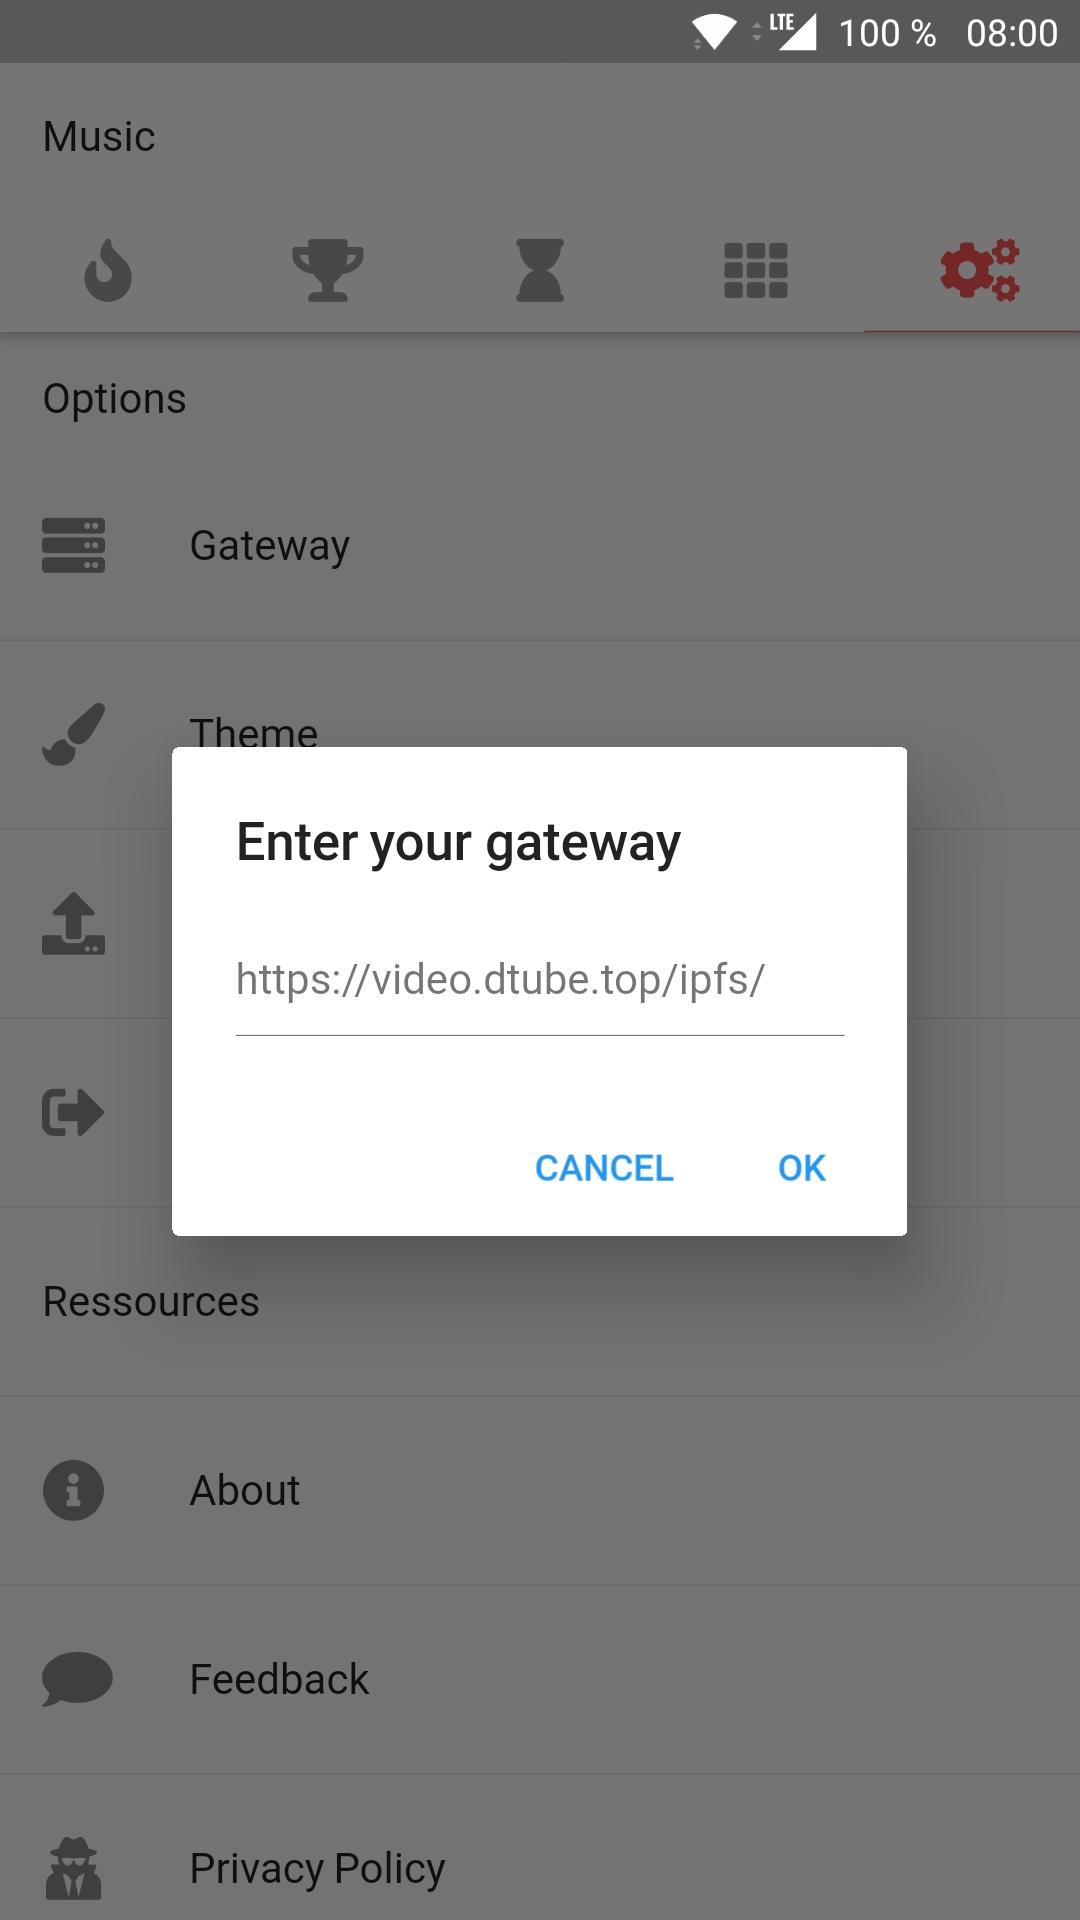 LTE 100 % 08:00
Music
Options
Gateway
Theme
Enter your gateway
https://video.dtube.top/ipfs/
CANCEL OK
Ressources
About
Feedback
Privacy Policy